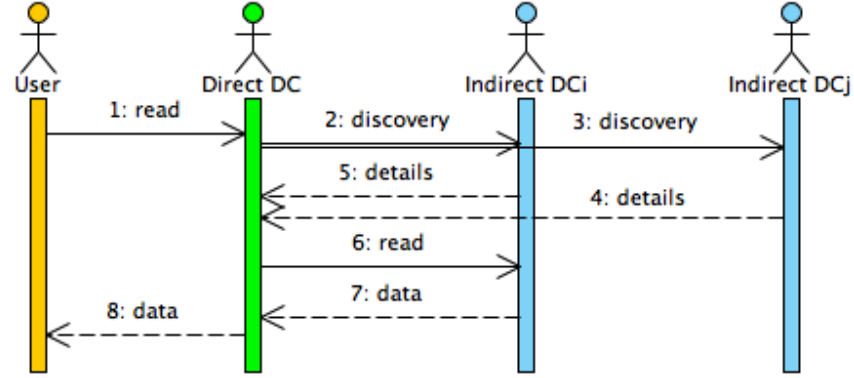 User
Direct DC
Indirect DCi
Indirect DCj
1: read
2: discovery
3: discovery
5: details
4: details
6: read
7: data
8: data